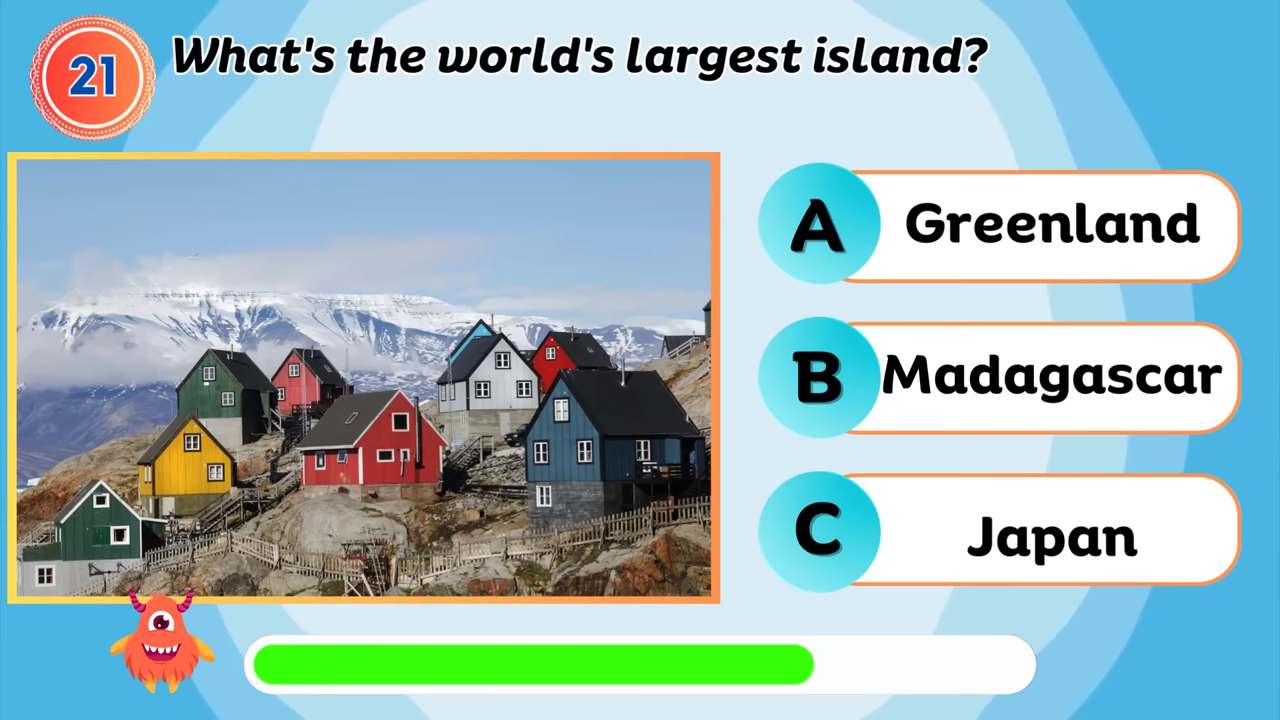 21
What's the world's largest island?
A Greenland
B Madagascar
C Japan